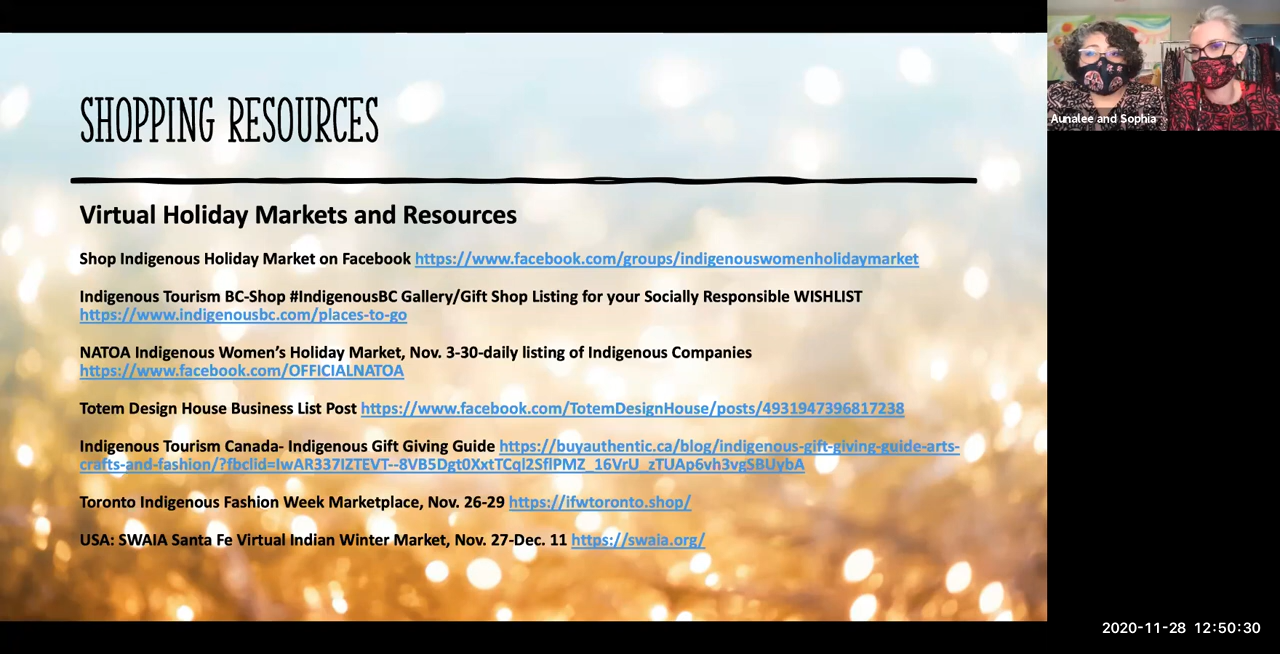 SHOPPING RESOURCES
Virtual Holiday Markets and Resources
Shop Indigenous Holiday Market on Facebook https://www.facebook.com/groups/indigenouswomenholidaymarket
Indigenous Tourism BC-Shop #IndigenousBC Gallery/Gift Shop Listing for your Socially Responsible WISHLIST
https://www.indigenousbc.com/places-to-go
NATOA Indigenous Women’s Holiday Market, Nov. 3-30-daily listing of Indigenous Companies
https://www.facebook.com/OFFICIALNATOA
Totem Design House Business List Post https://www.facebook.com/TotemDesignHouse/posts/4931947396817238
Indigenous Tourism Canada- Indigenous Gift Giving Guide https://buyauthentic.ca/blog/indigenous-gift-giving-guide-arts-
crafts-and-fashion/?fbclid=IwAR337IZTEVT--8VB5Dgt0XxtTCql2SflPMZ_16VrU_zTUAp6vh3vgSBUybA
Toronto Indigenous Fashion Week Marketplace, Nov. 26-29 https://ifwtoronto.shop/
USA: SWAIA Santa Fe Virtual Indian Winter Market, Nov. 27-Dec. 11 https://swaia.org/
Aunalee and Sophia
2020-11-28 12:50:30